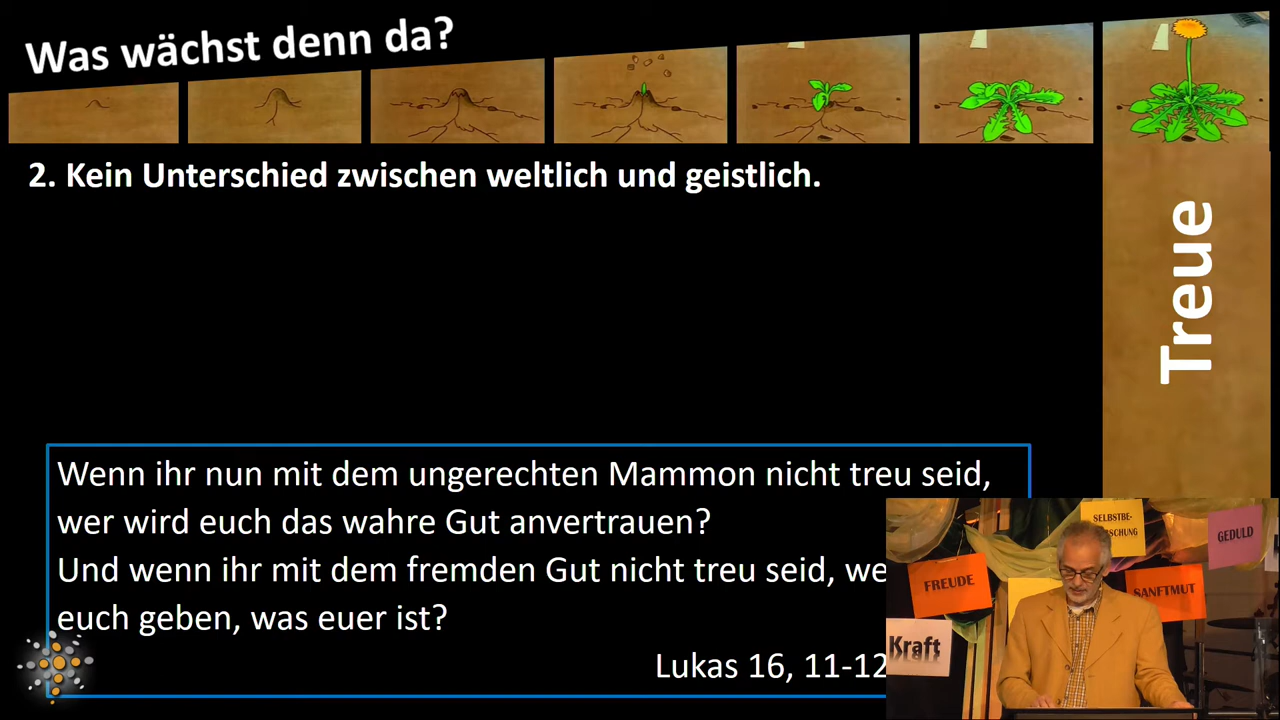 Was wächst denn da?
2. Kein Unterschied zwischen weltlich und geistlich.
Treue
Wenn ihr nun mit dem ungerechten Mammon nicht treu seid,
wer wird euch das wahre Gut anvertrauen?
Und wenn ihr mit dem fremden Gut nicht treu seid, we
euch geben, was euer ist?
Lukas 16, 11-12
SELBSTBE-
GEDULD
FREUDE
SANFTMUT
Kraft